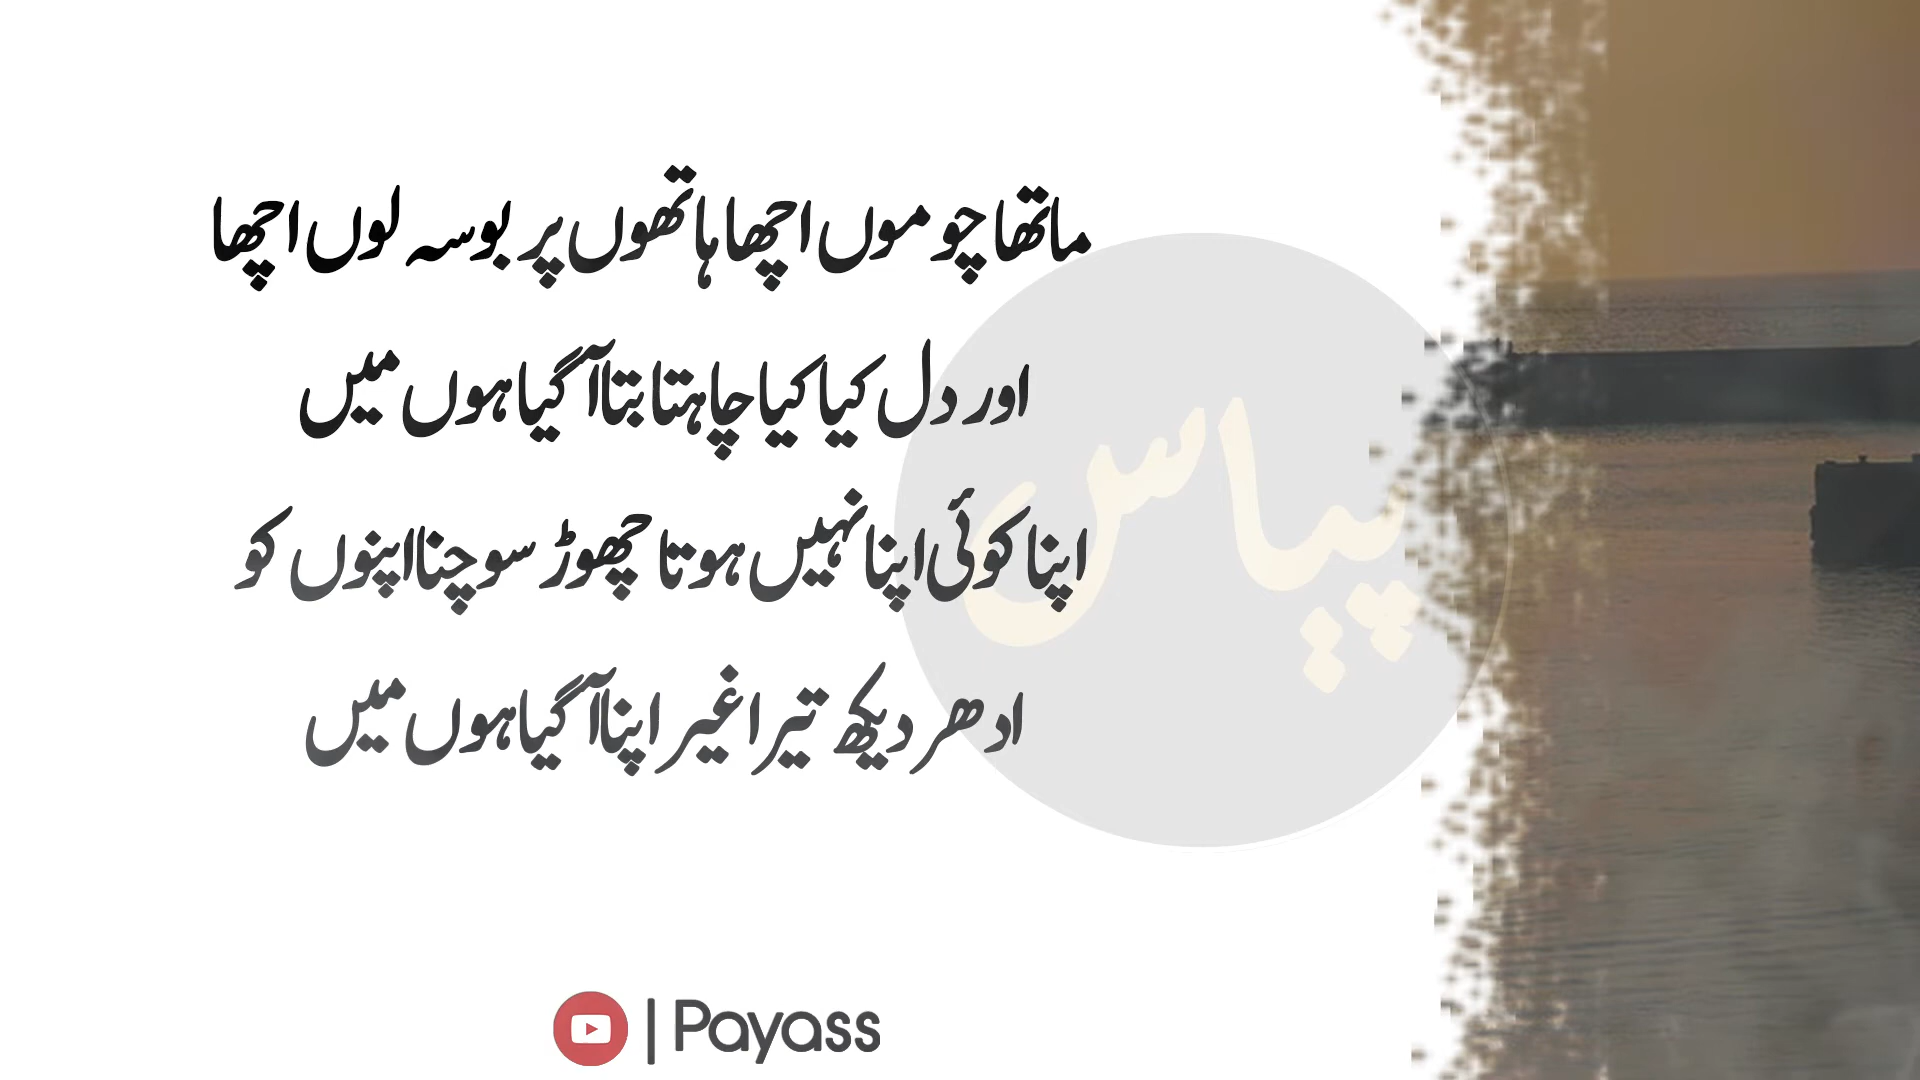 ماتھا چوموں اچھا ہاتھوں پر بوسہ لوں اچھا
اور دل کیا کیا چاہتا بتا آ گیا ہوں میں
اپنا کوئی اپنا نہیں ہوتا چھوڑ سوچنا اپنوں کو
ادھر دیکھ تیرا غیر اپنا آ گیا ہوں میں
پیاس
| Payass